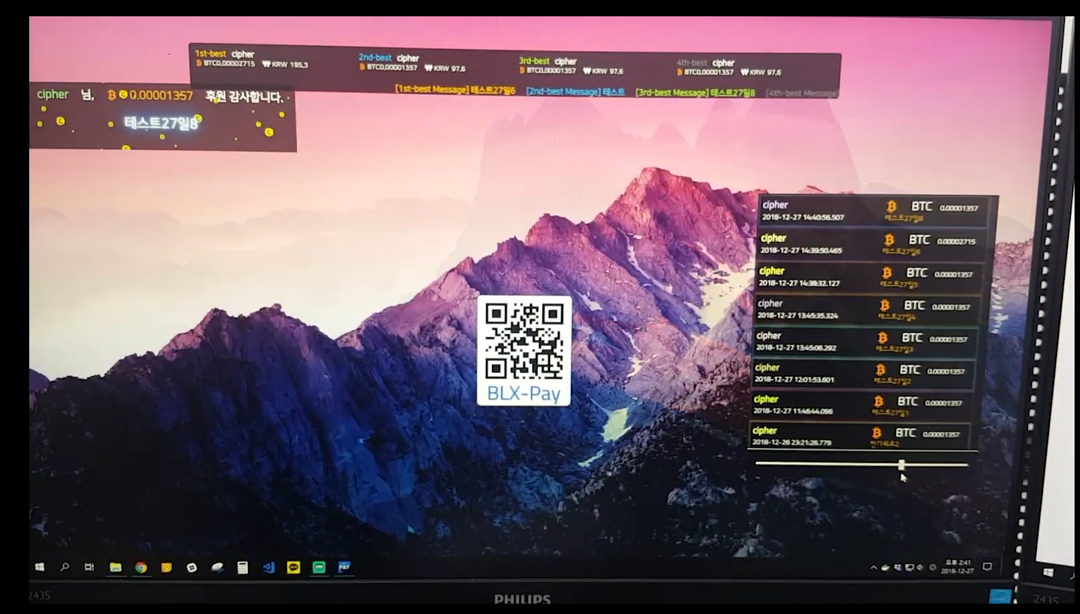 1st-best cipher
BTC0,00002715 ₩ KRW 195,3
2nd-best cipher
BTC0,00001357 ₩ KRW 97,6
3rd-best cipher
BTC0,00001357 ₩ KRW 97,6
4th-best cipher
BTC0,00001357 ₩ KRW 97,6
[1st-best Message] 테스트27일6 [2nd-best Message] 테스트 [3rd-best Message] 테스트27일8 [4th-best Message]
cipher 님, 0.00001357 후원 감사합니다.
테스트27일8
cipher BTC 0.00001357
2018-12-27 14:40:56.507 테스트27일8
cipher BTC 0.00002715
2018-12-27 14:39:50.465 테스트27일6
cipher BTC 0.00001357
2018-12-27 14:38:32.127 테스트27일5
cipher BTC 0.00001357
2018-12-27 13:45:35.324 테스트27일4
cipher BTC 0.00001357
2018-12-27 13:45:06.292 테스트27일3
cipher BTC 0.00001357
2018-12-27 12:01:53.601 테스트27일2
cipher BTC 0.00001357
2018-12-27 11:46:44.096 테스트27일1
cipher BTC 0.00001357
2018-12-26 23:21:26.779
BLX-Pay
오후 2:41
2018-12-27
243S
PHILIPS
243S